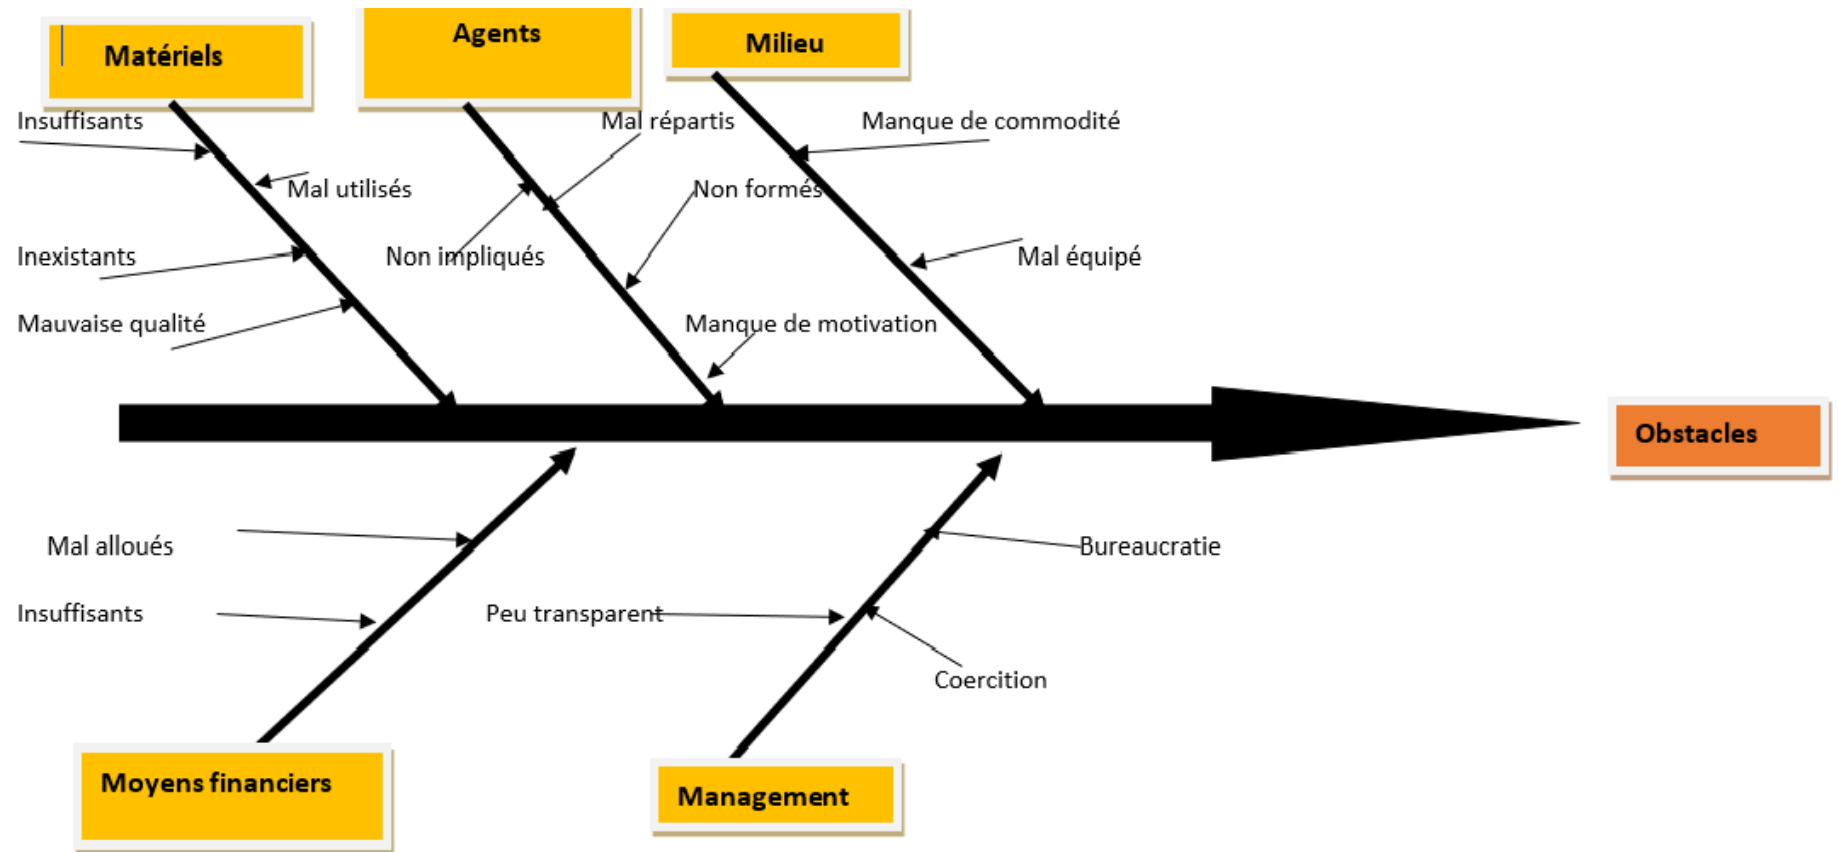 Matériels
Agents
Milieu
Insuffisants
Mal répartis
Manque de commodité
Mal utilisés
Non formés
Inexistants
Non impliqués
Mal équipé
Mauvaise qualité
Manque de motivation
Obstacles
Mal alloués
Bureaucratie
Insuffisants
Peu transparent
Coercition
Moyens financiers
Management